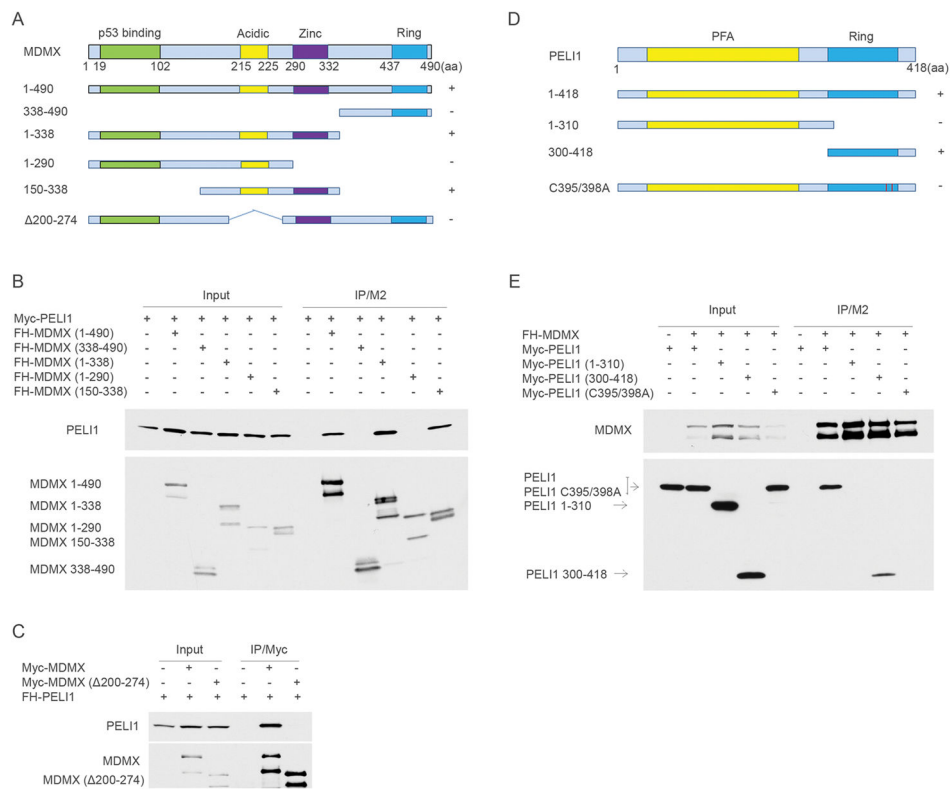 A
p53 binding Acidic Zinc Ring
MDMX
1 19 102 215 225 290 332 437 490(aa)
1-490 +
338-490 -
1-338 +
1-290 -
150-338 +
Δ200-274 -
B
Input IP/M2
Myc-PELI1 + + + + + + + + + + + +
FH-MDMX (1-490) - + - - - - - + - - - -
FH-MDMX (338-490) - - + - - - - - + - - -
FH-MDMX (1-338) - - - + - - - - - + - -
FH-MDMX (1-290) - - - - + - - - - - + -
FH-MDMX (150-338) - - - - - + - - - - - +
PELI1
MDMX 1-490
MDMX 1-338
MDMX 1-290
MDMX 150-338
MDMX 338-490
C
Input IP/Myc
Myc-MDMX - + - - + -
Myc-MDMX (Δ200-274) - - + - - +
FH-PELI1 + + + + + +
PELI1
MDMX
MDMX (Δ200-274)
D
PFA Ring
PELI1
1 418(aa)
1-418 +
1-310 -
300-418 +
C395/398A -
E
Input IP/M2
FH-MDMX - + + + + - + + + +
Myc-PELI1 + + - - - + + - - -
Myc-PELI1 (1-310) - - + - - - - + - -
Myc-PELI1 (300-418) - - - + - - - - + -
Myc-PELI1 (C395/398A) - - - - + - - - - +
MDMX
PELI1
PELI1 C395/398A
PELI1 1-310
PELI1 300-418